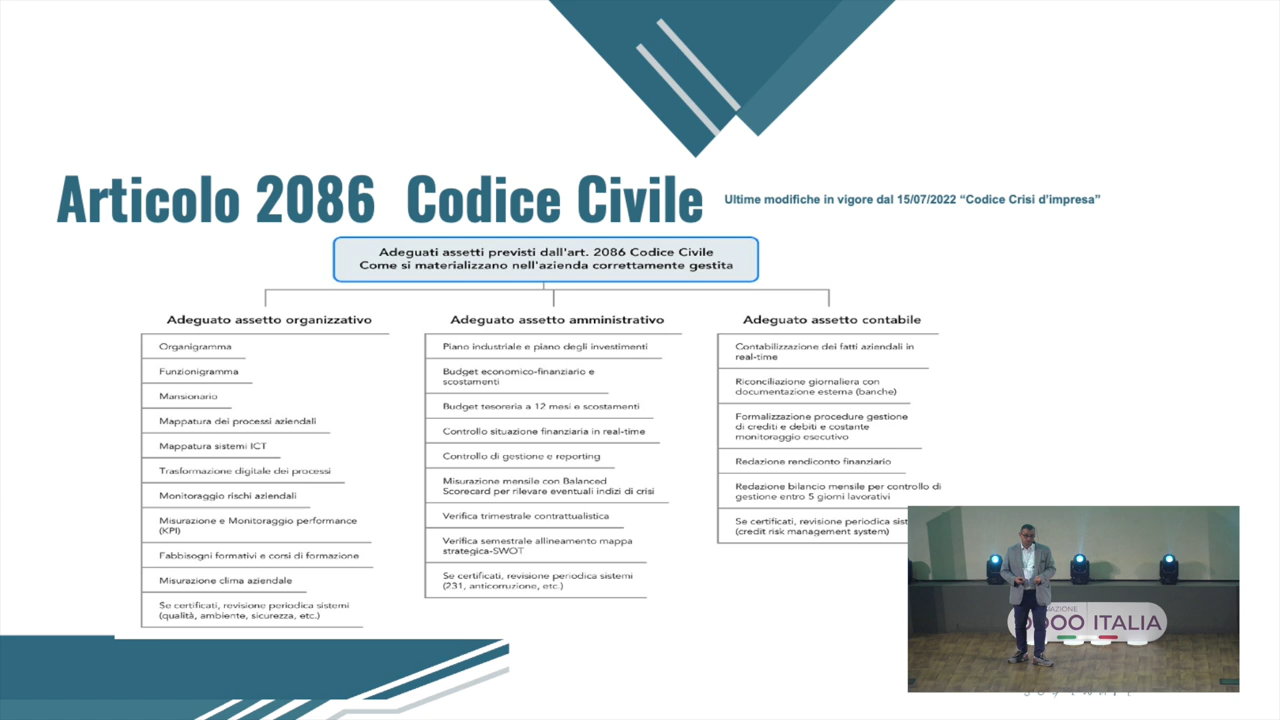 Articolo 2086 Codice Civile
Ultime modifiche in vigore dal 15/07/2022 “Codice Crisi d’impresa”
Adeguati assetti previsti dall'art. 2086 Codice Civile
Come si materializzano nell'azienda correttamente gestita
Adeguato assetto organizzativo
Organigramma
Funzionigramma
Mansionario
Mappatura dei processi aziendali
Mappatura sistemi ICT
Trasformazione digitale dei processi
Monitoraggio rischi aziendali
Misurazione e Monitoraggio performance
(KPI)
Fabbisogni formativi e corsi di formazione
Misurazione clima aziendale
Se certificati, revisione periodica sistemi
(qualità, ambiente, sicurezza, etc.)
Adeguato assetto amministrativo
Piano industriale e piano degli investimenti
Budget economico-finanziario e
scostamenti
Budget tesoreria a 12 mesi e scostamenti
Controllo situazione finanziaria in real-time
Controllo di gestione e reporting
Misurazione mensile con Balanced
Scorecard per rilevare eventuali indizi di crisi
Verifica trimestrale contrattualistica
Verifica semestrale allineamento mappa
strategica-SWOT
Se certificati, revisione periodica sistemi
(231, anticorruzione, etc.)
Adeguato assetto contabile
Contabilizzazione dei fatti aziendali in
real-time
Riconciliazione giornaliera con
documentazione esterna (banche)
Formalizzazione procedure gestione
di crediti e debiti e costante
monitoraggio esecutivo
Redazione rendiconto finanziario
Redazione bilancio mensile per controllo di
gestione entro 5 giorni lavorativi
Se certificati, revisione periodica sist
(credit risk management system)
ITALIA